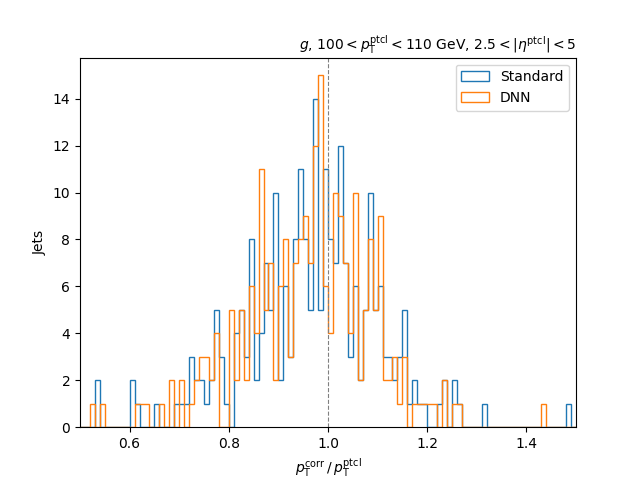 g, 100 < p_T^ptcl < 110 GeV, 2.5 < |η^ptcl| < 5
Standard
DNN
14
12
10
8
6
4
2
0
Jets
0.6 0.8 1.0 1.2 1.4
p_T^corr / p_T^ptcl